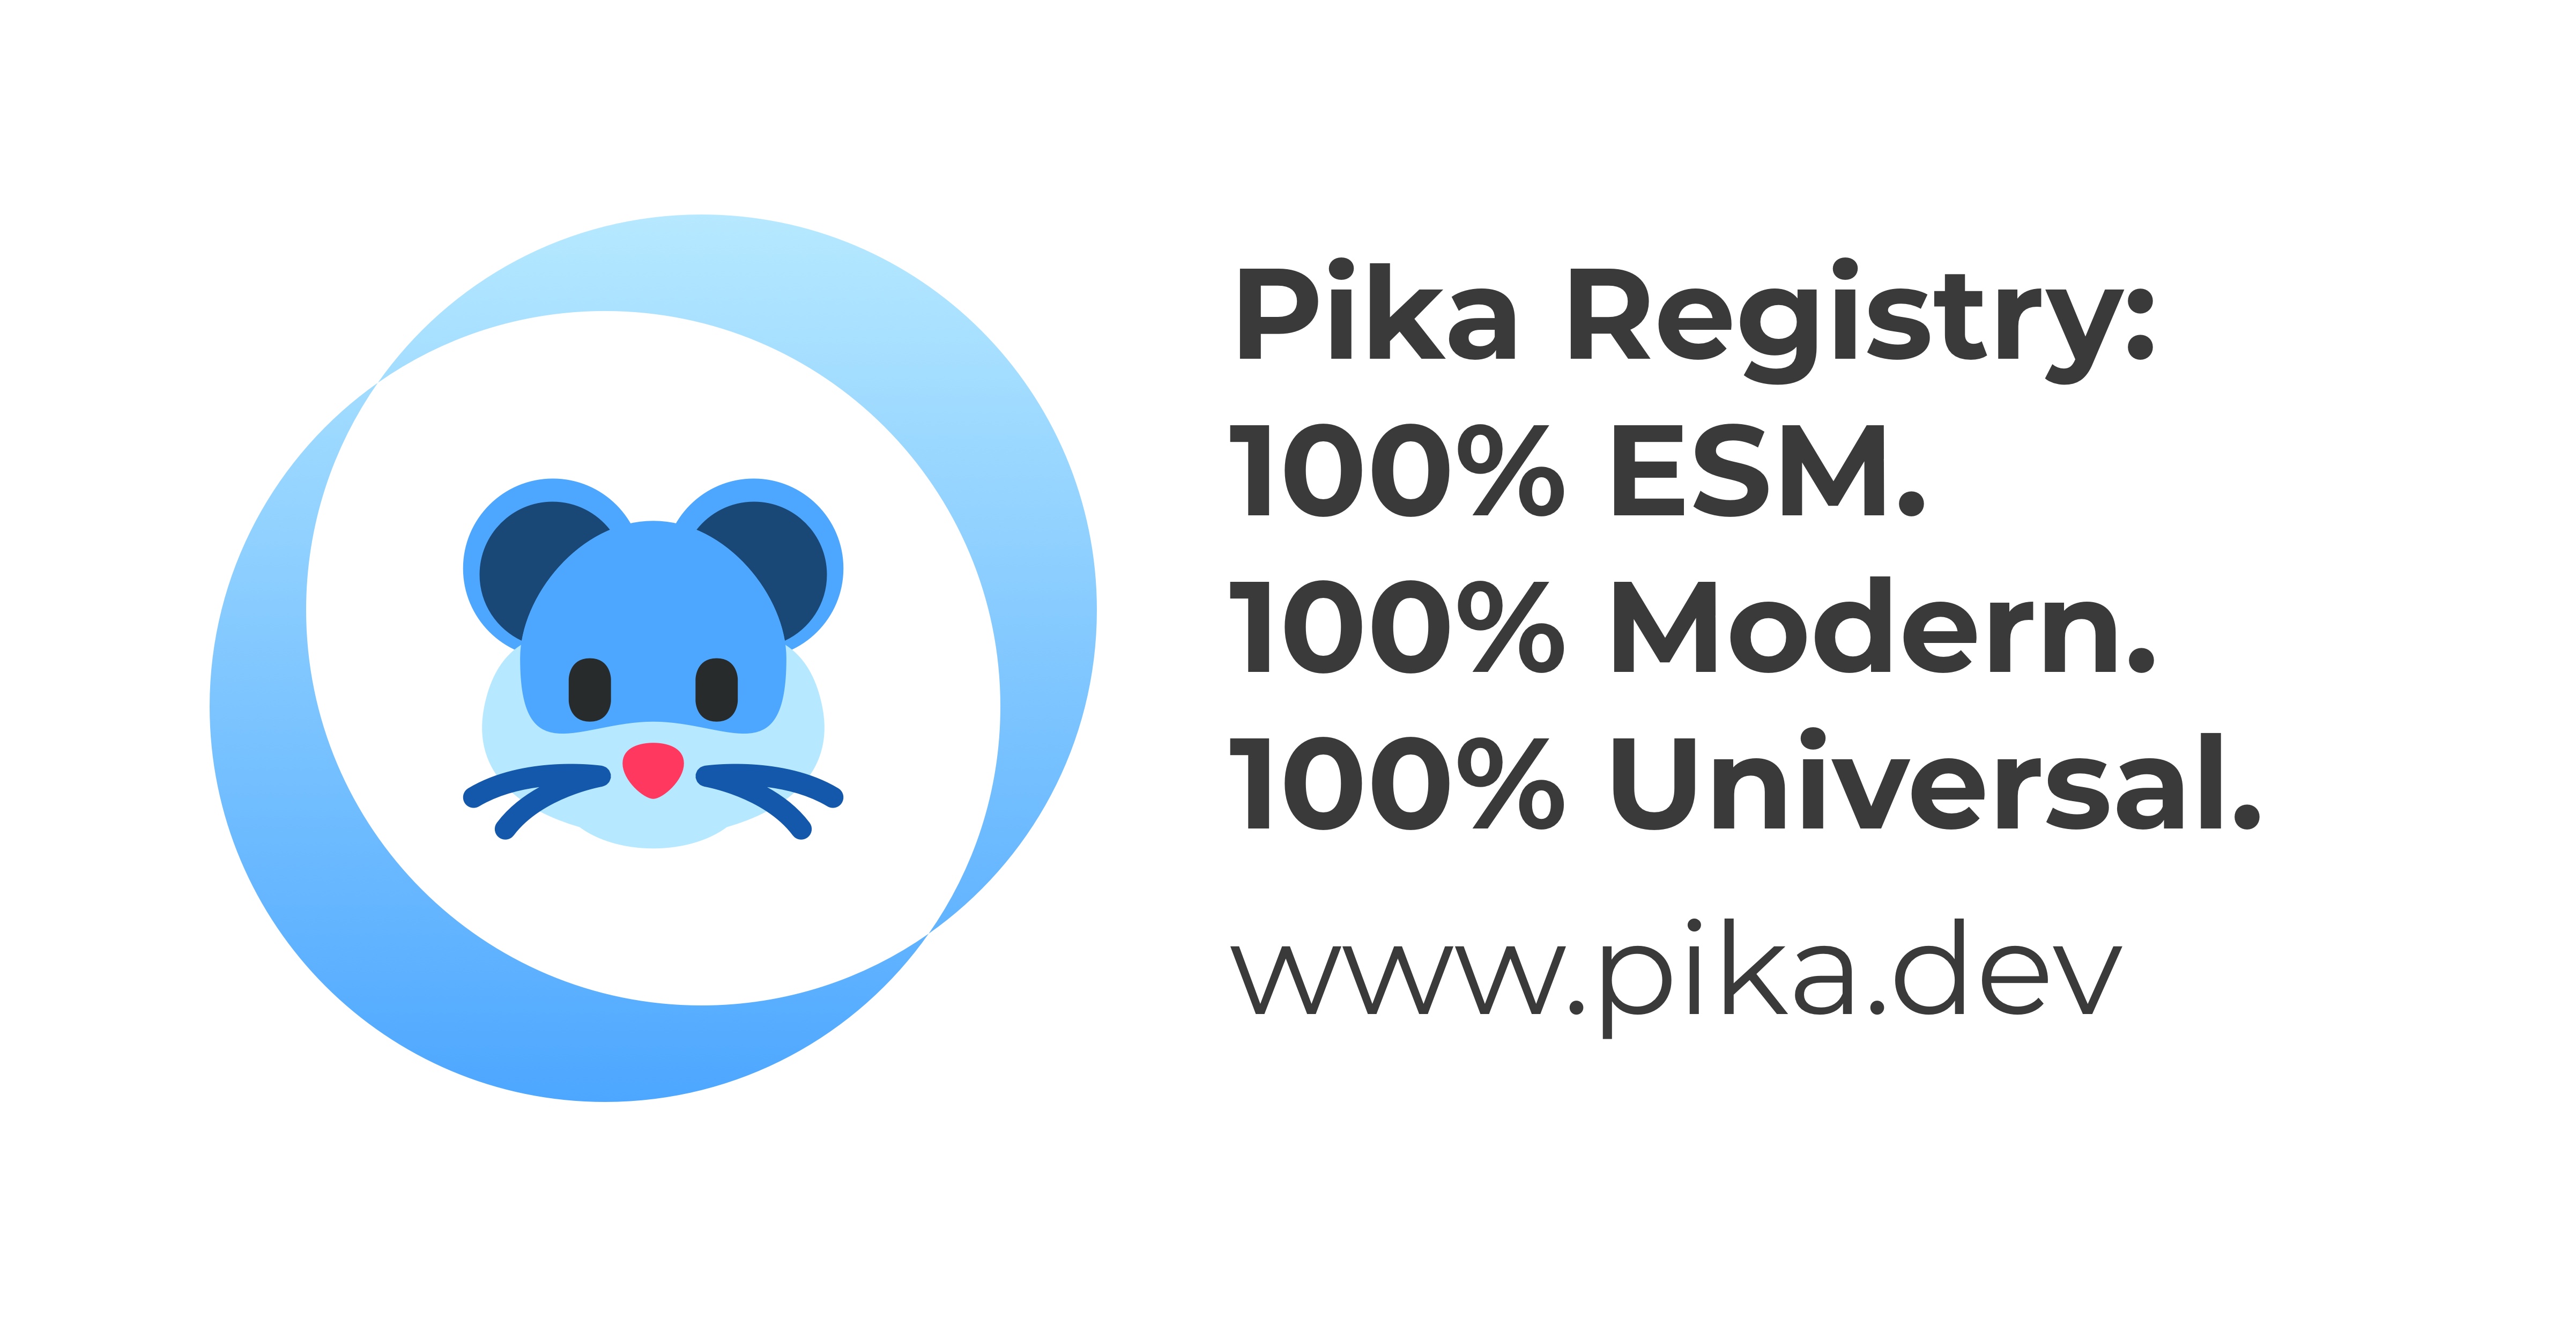 Pika Registry:
100% ESM.
100% Modern.
100% Universal.
www.pika.dev